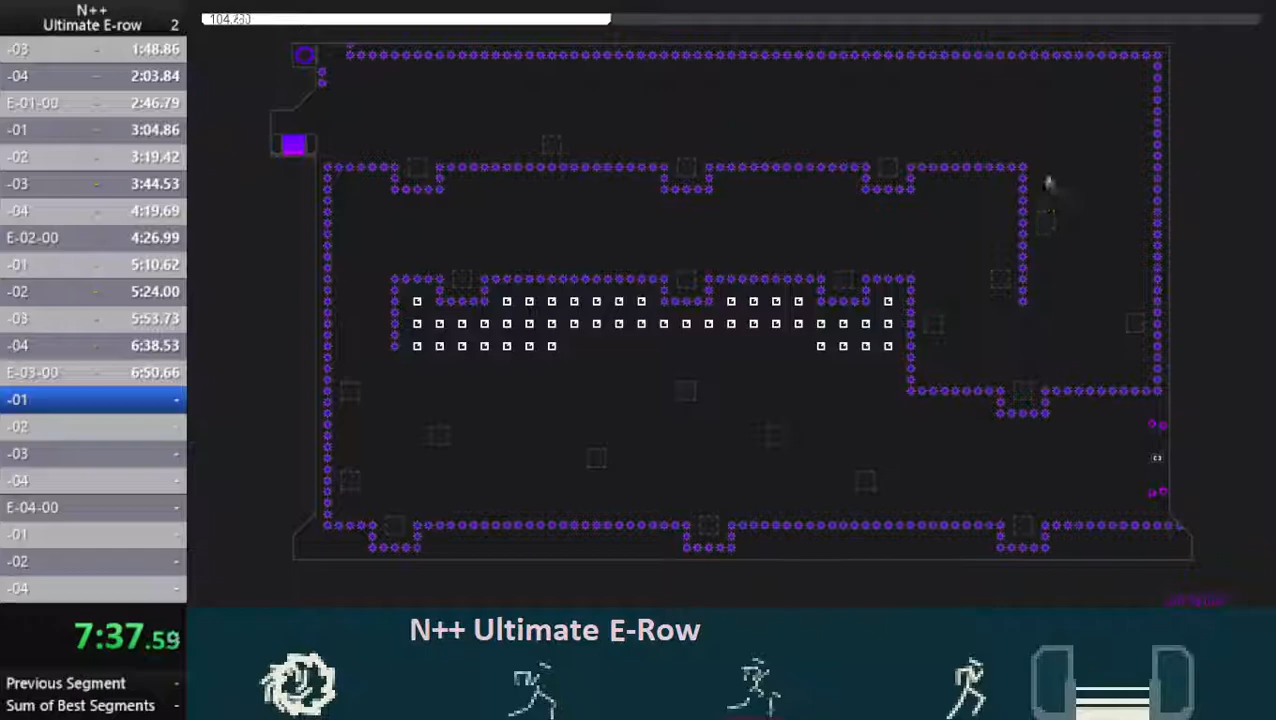 N++
Ultimate E-row 2
-03 - 1:48.86
-04 - 2:03.84
E-01-00 - 2:46.79
-01 - 3:04.86
-02 - 3:19.42
-03 - 3:44.53
-04 - 4:19.69
E-02-00 - 4:26.99
-01 - 5:10.62
-02 - 5:24.00
-03 - 5:53.73
-04 - 6:38.53
E-03-00 - 6:50.66
-01 -
-02 -
-03 -
-04 -
E-04-00 -
-01 -
-02 -
-04 -
7:37.59
Previous Segment -
Sum of Best Segments -
N++ Ultimate E-Row